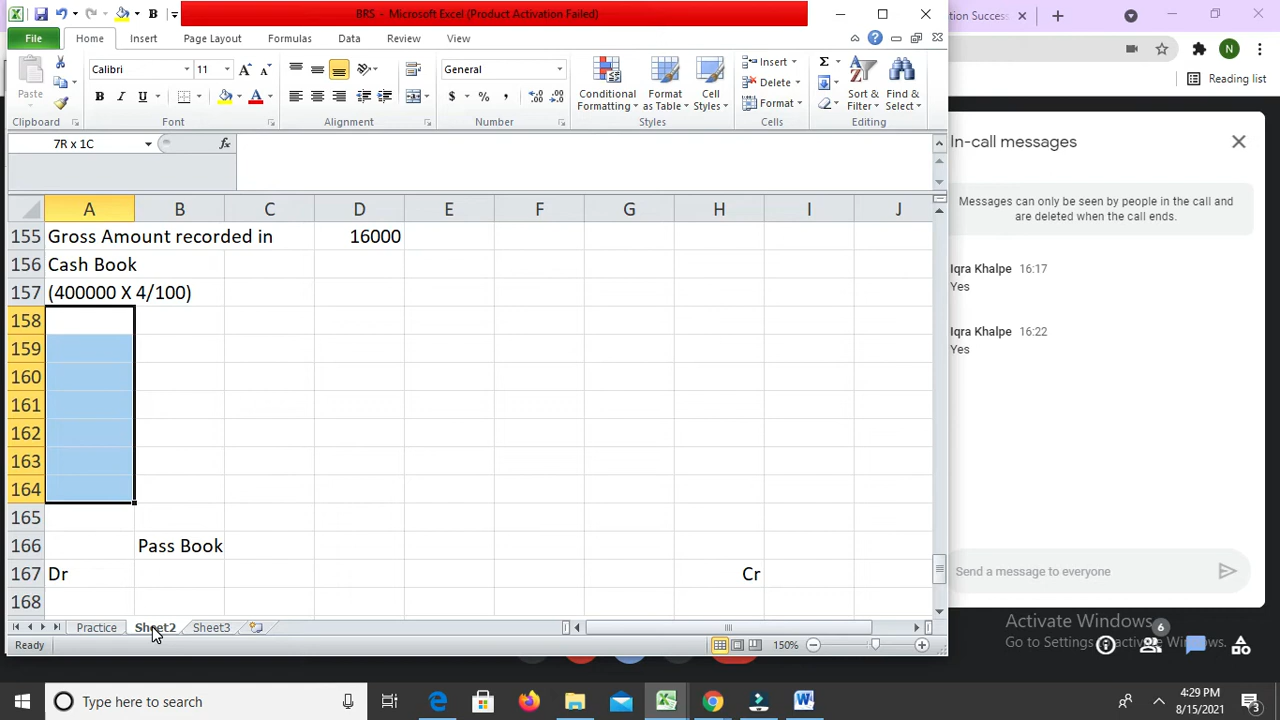 BRS - Microsoft Excel (Product Activation Failed)
tion Success
File
Home
Insert
Page Layout
Formulas
Data
Review
View
N
Reading list
Paste
Calibri
11
General
Conditional
Formatting
Format
as Table
Cell
Styles
Insert
Delete
Format
Sort &
Filter
Find &
Select
Clipboard
Font
Alignment
Number
Styles
Cells
Editing
7R x 1C
fx
A B C D E F G H I J
155 Gross Amount recorded in 16000
156 Cash Book
157 (400000 X 4/100)
158
159
160
161
162
163
164
165
166 Pass Book
167 Dr Cr
168
Practice
Sheet2
Sheet3
Ready
150%
In-call messages
Messages can only be seen by people in the call and
are deleted when the call ends.
Iqra Khalpe 16:17
Yes
Iqra Khalpe 16:22
Yes
Send a message to everyone
Activate Windows
Go to Settings to activate Windows.
6
Type here to search
4:29 PM
8/15/2021
3